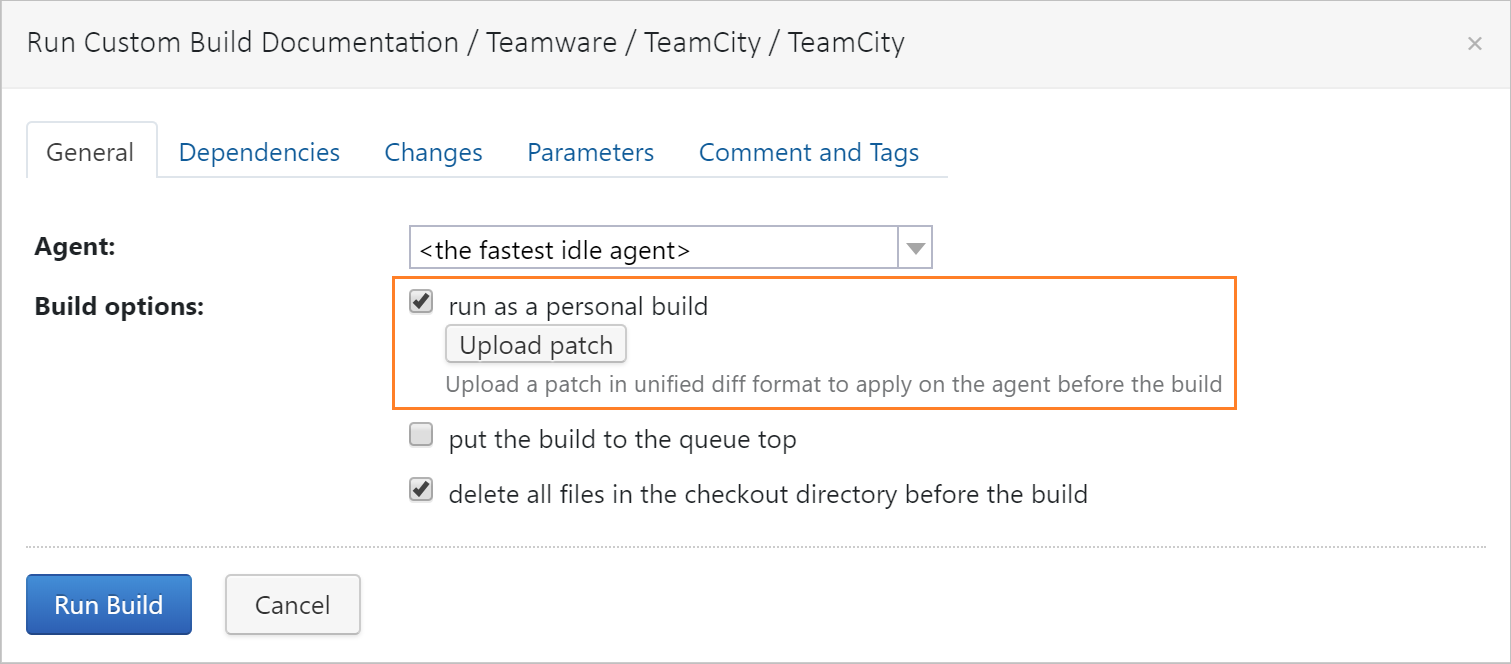 Run Custom Build Documentation / Teamware / TeamCity / TeamCity
General Dependencies Changes Parameters Comment and Tags
Agent: <the fastest idle agent>
Build options: run as a personal build
Upload patch
Upload a patch in unified diff format to apply on the agent before the build
put the build to the queue top
delete all files in the checkout directory before the build
Run Build Cancel